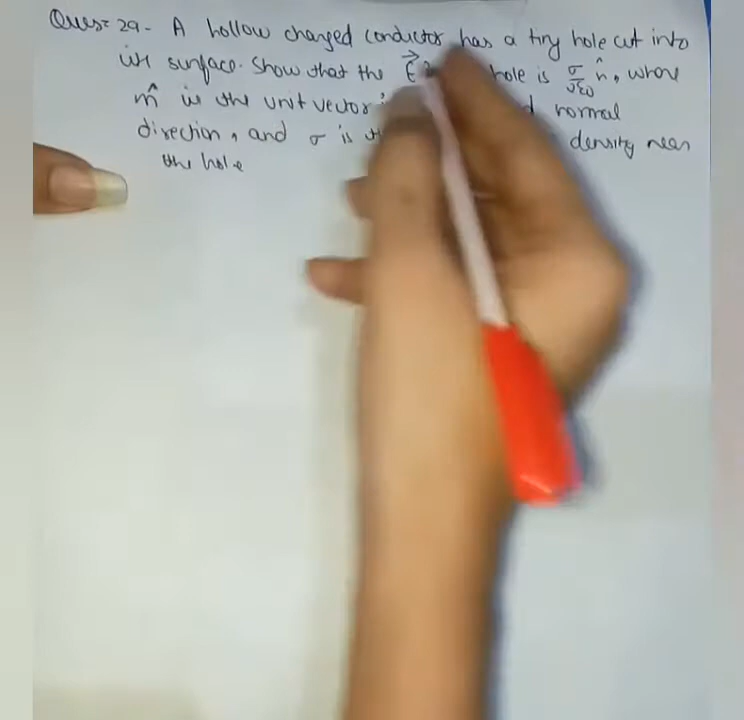 Ques= 29- A hollow charged conductor has a tiny hole cut into
its surface. Show that the E⃗ hole is σ/2ε0 n̂, where
n̂ is the unit vector normal
direction, and σ is density near
the hole